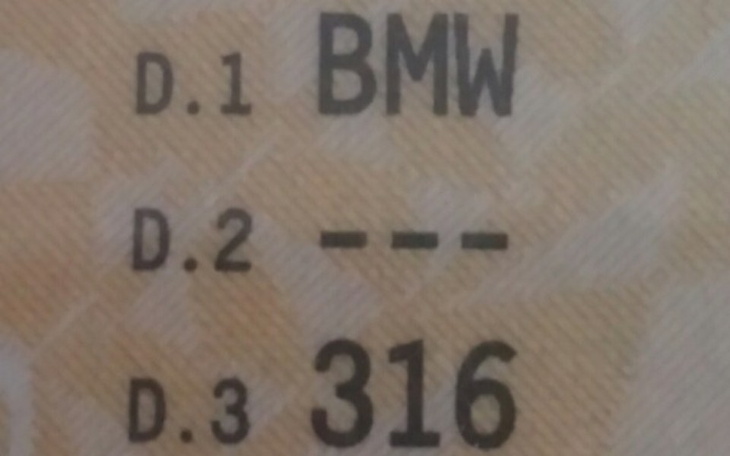 D.1 BMW
D.2 ---
D.3 316